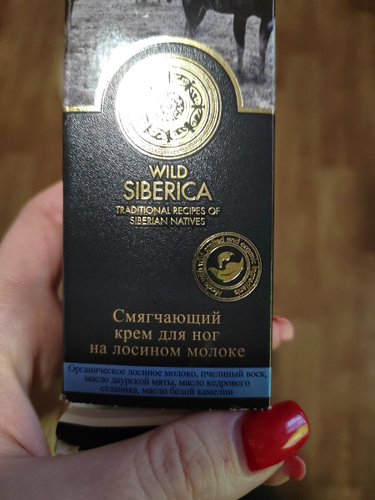 WILD
SIBERICA
TRADITIONAL RECIPES OF
SIBERIAN NATIVES
Смягчающий
крем для ног
на лосином молоке
Органическое лосиное молоко, пчелиный воск,
масло даурской мяты, масло кедрового
стланика, масло белой камелии